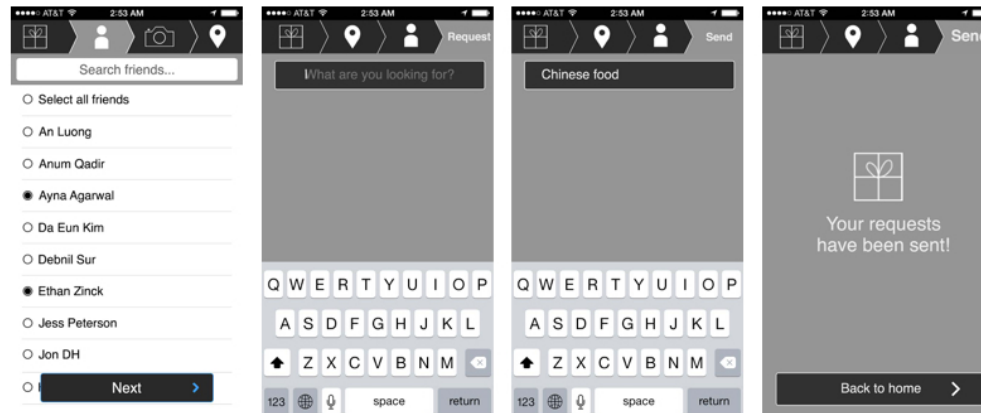 AT&T 2:53 AM
Search friends...
Select all friends
An Luong
Anum Qadir
Ayna Agarwal
Da Eun Kim
Debnil Sur
Ethan Zinck
Jess Peterson
Jon DH
Next
AT&T 2:53 AM
Request
What are you looking for?
Q W E R T Y U I O P
A S D F G H J K L
Z X C V B N M
123 space return
AT&T 2:53 AM
Send
Chinese food
Q W E R T Y U I O P
A S D F G H J K L
Z X C V B N M
123 space return
AT&T 2:53 AM
Send
Your requests
have been sent!
Back to home